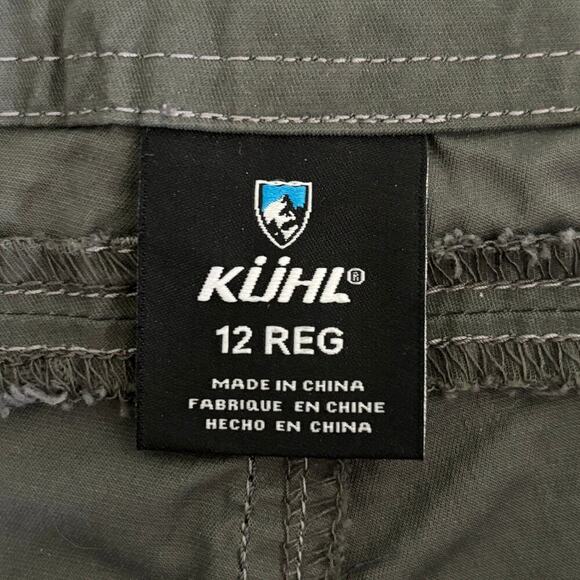 KÜHL®
12 REG
MADE IN CHINA
FABRIQUE EN CHINE
HECHO EN CHINA